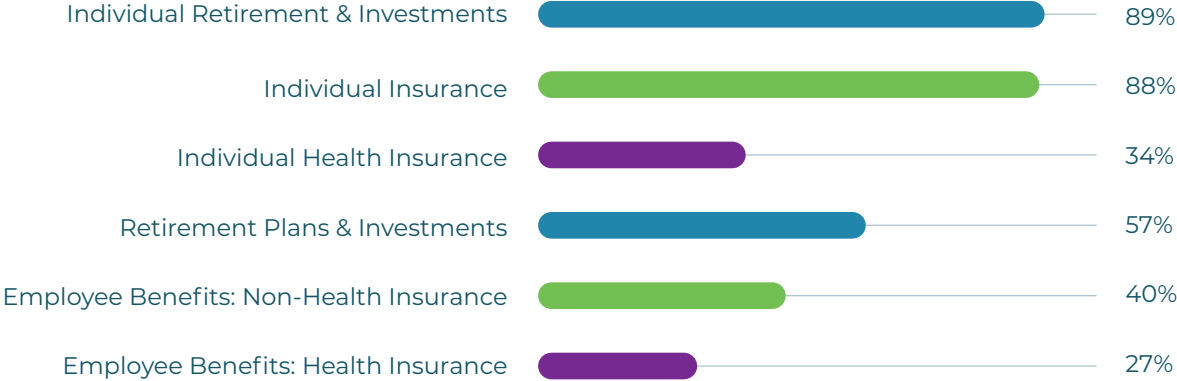 Individual Retirement & Investments 89%
Individual Insurance 88%
Individual Health Insurance 34%
Retirement Plans & Investments 57%
Employee Benefits: Non-Health Insurance 40%
Employee Benefits: Health Insurance 27%